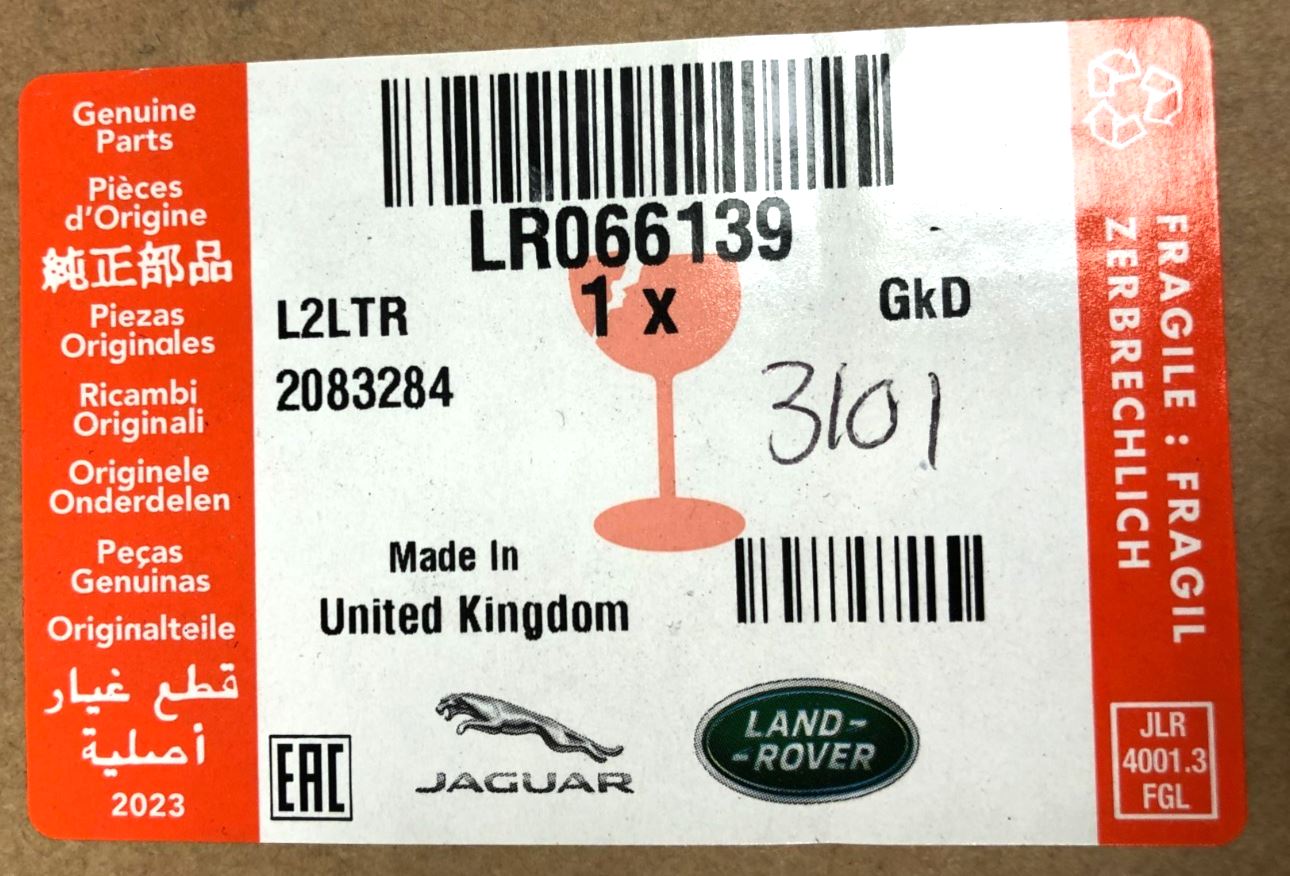 Genuine
Parts
Pièces
d'Origine
純正部品
Piezas
Originales
Ricambi
Originali
Originele
Onderdelen
Peças
Genuinas
Originalteile
قطع غيار
أصلية
2023
LR066139
1 x
GkD
L2LTR
2083284
3101
Made In
United Kingdom
EAC
JAGUAR
LAND-
-ROVER
FRAGILE : FRAGIL
ZERBRECHLICH
JLR
4001.3
FGL